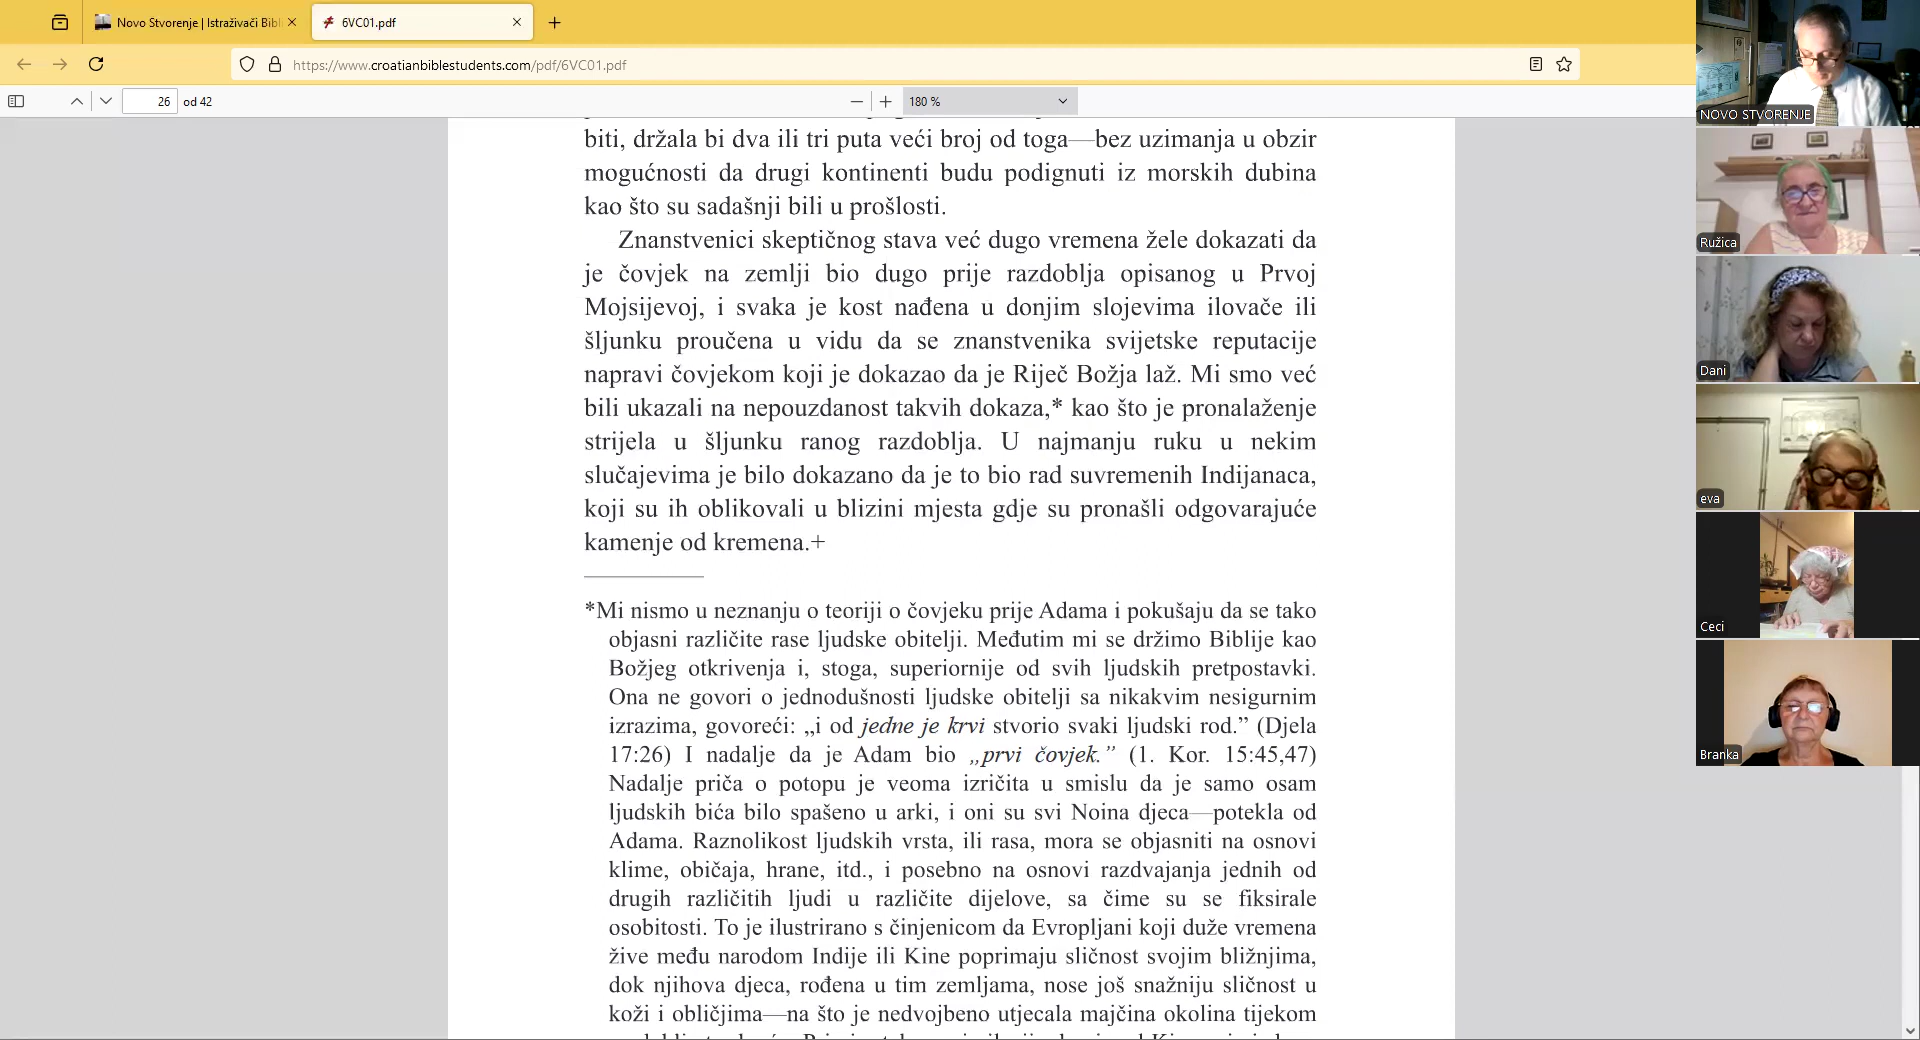 Novo Stvorenje | Istraživači Bibl
6VC01.pdf
https://www.croatianbiblestudents.com/pdf/6VC01.pdf
26 od 42
180 %
biti, držala bi dva ili tri puta veći broj od toga—bez uzimanja u obzir
mogućnosti da drugi kontinenti budu podignuti iz morskih dubina
kao što su sadašnji bili u prošlosti.
Znanstvenici skeptičnog stava već dugo vremena žele dokazati da
je čovjek na zemlji bio dugo prije razdoblja opisanog u Prvoj
Mojsijevoj, i svaka je kost nađena u donjim slojevima ilovače ili
šljunku proučena u vidu da se znanstvenika svijetske reputacije
napravi čovjekom koji je dokazao da je Riječ Božja laž. Mi smo već
bili ukazali na nepouzdanost takvih dokaza,* kao što je pronalaženje
strijela u šljunku ranog razdoblja. U najmanju ruku u nekim
slučajevima je bilo dokazano da je to bio rad suvremenih Indijanaca,
koji su ih oblikovali u blizini mjesta gdje su pronašli odgovarajuće
kamenje od kremena.+
*Mi nismo u neznanju o teoriji o čovjeku prije Adama i pokušaju da se tako
objasni različite rase ljudske obitelji. Međutim mi se držimo Biblije kao
Božjeg otkrivenja i, stoga, superiornije od svih ljudskih pretpostavki.
Ona ne govori o jednodušnosti ljudske obitelji sa nikakvim nesigurnim
izrazima, govoreći: „i od jedne je krvi stvorio svaki ljudski rod.” (Djela
17:26) I nadalje da je Adam bio „prvi čovjek.” (1. Kor. 15:45,47)
Nadalje priča o potopu je veoma izričita u smislu da je samo osam
ljudskih bića bilo spašeno u arki, i oni su svi Noina djeca—potekla od
Adama. Raznolikost ljudskih vrsta, ili rasa, mora se objasniti na osnovi
klime, običaja, hrane, itd., i posebno na osnovi razdvajanja jednih od
drugih različitih ljudi u različite dijelove, sa čime su se fiksirale
osobitosti. To je ilustrirano s činjenicom da Evropljani koji duže vremena
žive među narodom Indije ili Kine poprimaju sličnost svojim bližnjima,
dok njihova djeca, rođena u tim zemljama, nose još snažniju sličnost u
koži i obličjima—na što je nedvojbeno utjecala majčina okolina tijekom
NOVO STVORENJE
Ružica
Dani
eva
Ceci
Branka